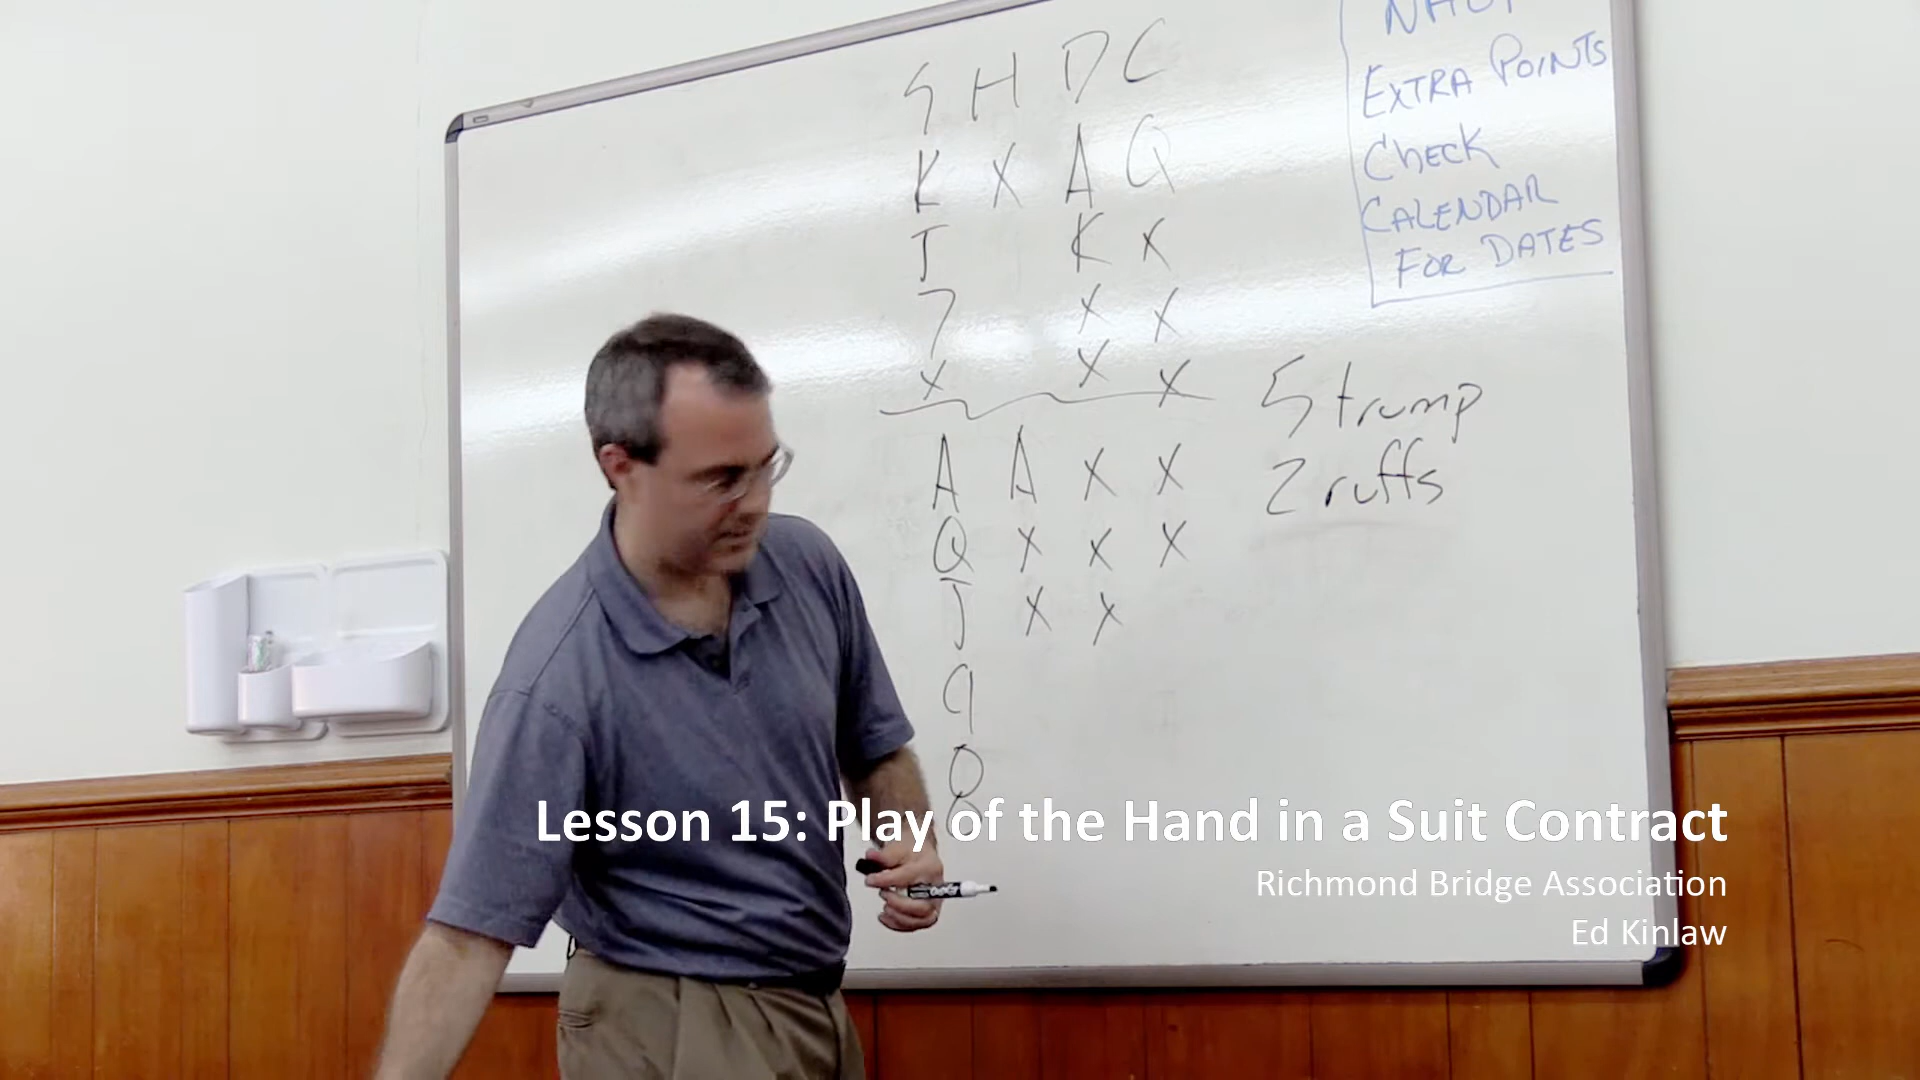 S H D C
K X A Q
J K X
7 X X
X X X
A A X X
Q X X X
J X X
9
8
5 trump
2 ruffs
EXTRA POINTS
CHECK
CALENDAR
FOR DATES
Lesson 15: Play of the Hand in a Suit Contract
Richmond Bridge Association
Ed Kinlaw